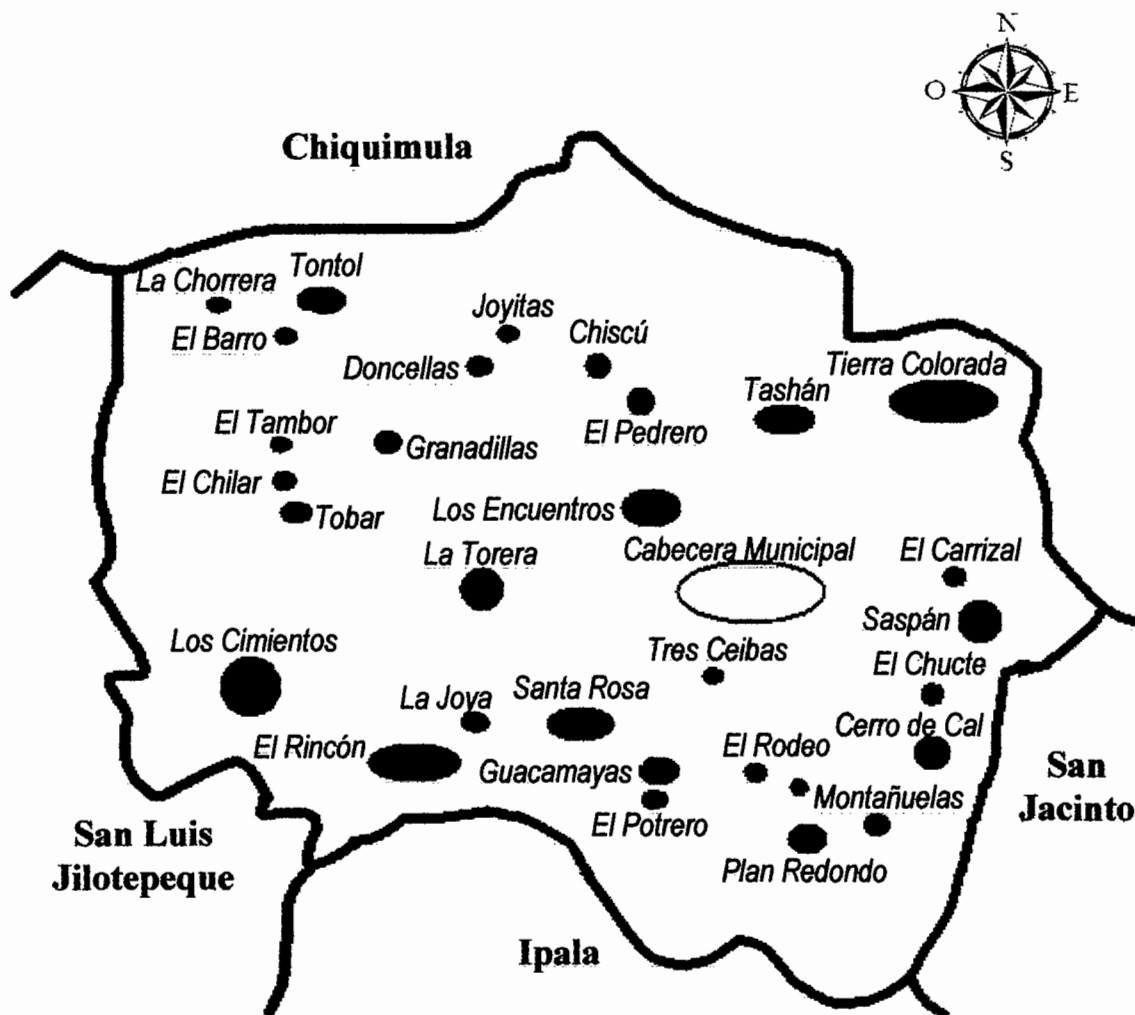 N
O E
S
Chiquimula
La Chorrera
Tontol
El Barro
Joyitas
Doncellas
Chiscú
El Pedrero
Tashán
Tierra Colorada
El Tambor
Granadillas
El Chilar
Tobar
Los Encuentros
La Torera
Cabecera Municipal
El Carrizal
Saspán
Los Cimientos
Tres Ceibas
El Chucte
La Joya
Santa Rosa
Cerro de Cal
El Rincón
Guacamayas
El Rodeo
El Potrero
Montañuelas
Plan Redondo
San
Jacinto
San Luis
Jilotepeque
Ipala